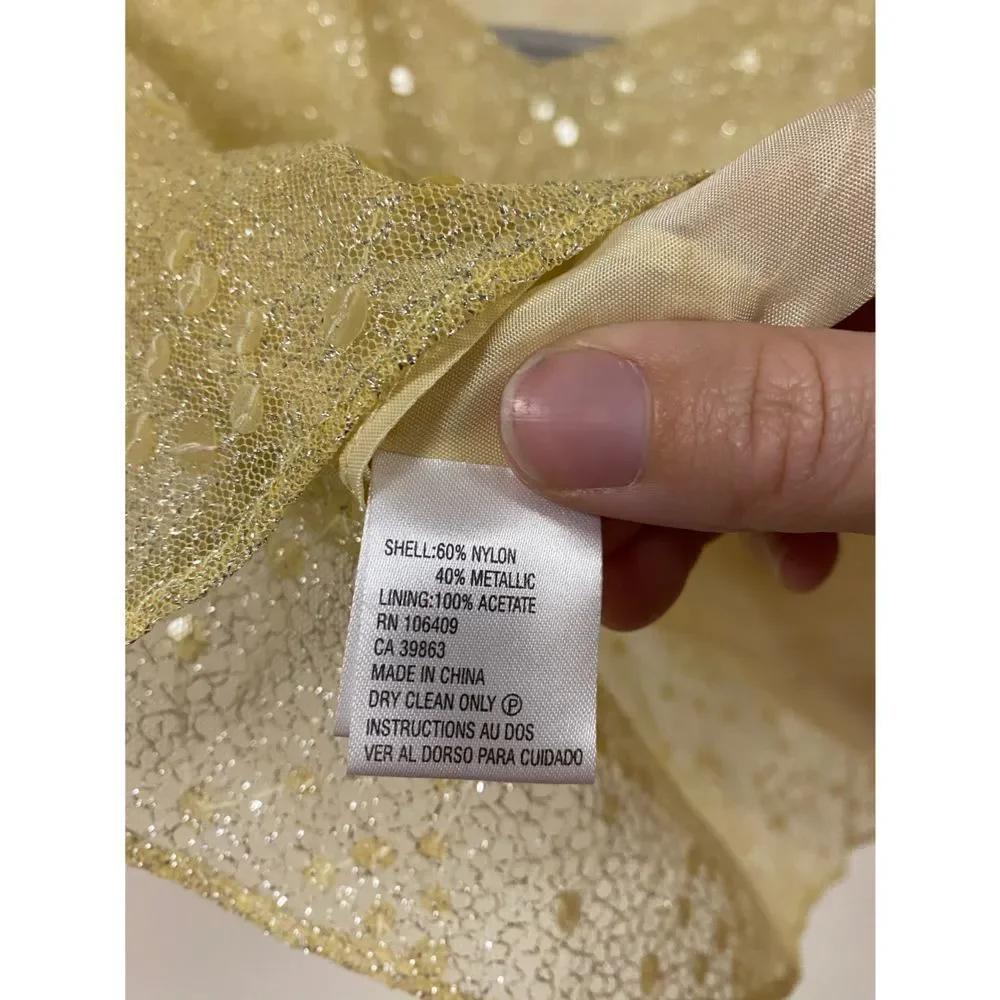 SHELL:60% NYLON
40% METALLIC
LINING:100% ACETATE
RN 106409
CA 39863
MADE IN CHINA
DRY CLEAN ONLY Ⓟ
INSTRUCTIONS AU DOS
VER AL DORSO PARA CUIDADO